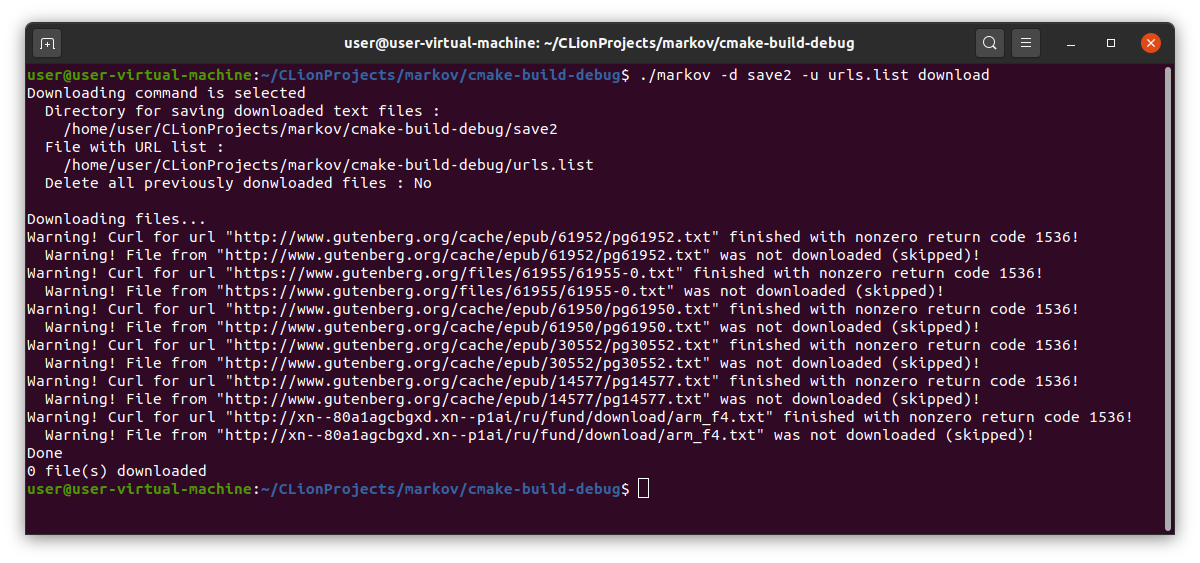 user@user-virtual-machine: ~/CLionProjects/markov/cmake-build-debug
user@user-virtual-machine:~/CLionProjects/markov/cmake-build-debug$ ./markov -d save2 -u urls.list download
Downloading command is selected
  Directory for saving downloaded text files :
    /home/user/CLionProjects/markov/cmake-build-debug/save2
  File with URL list :
    /home/user/CLionProjects/markov/cmake-build-debug/urls.list
  Delete all previously donwloaded files : No

Downloading files...
Warning! Curl for url "http://www.gutenberg.org/cache/epub/61952/pg61952.txt" finished with nonzero return code 1536!
  Warning! File from "http://www.gutenberg.org/cache/epub/61952/pg61952.txt" was not downloaded (skipped)!
Warning! Curl for url "https://www.gutenberg.org/files/61955/61955-0.txt" finished with nonzero return code 1536!
  Warning! File from "https://www.gutenberg.org/files/61955/61955-0.txt" was not downloaded (skipped)!
Warning! Curl for url "http://www.gutenberg.org/cache/epub/61950/pg61950.txt" finished with nonzero return code 1536!
  Warning! File from "http://www.gutenberg.org/cache/epub/61950/pg61950.txt" was not downloaded (skipped)!
Warning! Curl for url "http://www.gutenberg.org/cache/epub/30552/pg30552.txt" finished with nonzero return code 1536!
  Warning! File from "http://www.gutenberg.org/cache/epub/30552/pg30552.txt" was not downloaded (skipped)!
Warning! Curl for url "http://www.gutenberg.org/cache/epub/14577/pg14577.txt" finished with nonzero return code 1536!
  Warning! File from "http://www.gutenberg.org/cache/epub/14577/pg14577.txt" was not downloaded (skipped)!
Warning! Curl for url "http://xn--80a1agcbgxd.xn--p1ai/ru/fund/download/arm_f4.txt" finished with nonzero return code 1536!
  Warning! File from "http://xn--80a1agcbgxd.xn--p1ai/ru/fund/download/arm_f4.txt" was not downloaded (skipped)!
Done
0 file(s) downloaded
user@user-virtual-machine:~/CLionProjects/markov/cmake-build-debug$